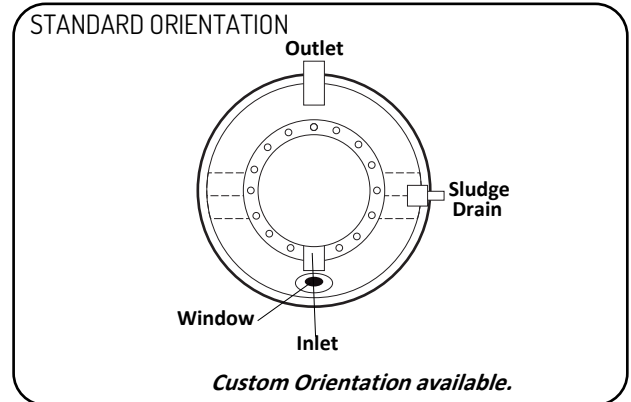 STANDARD ORIENTATION
Outlet
Sludge
Drain
Window
Inlet
Custom Orientation available.